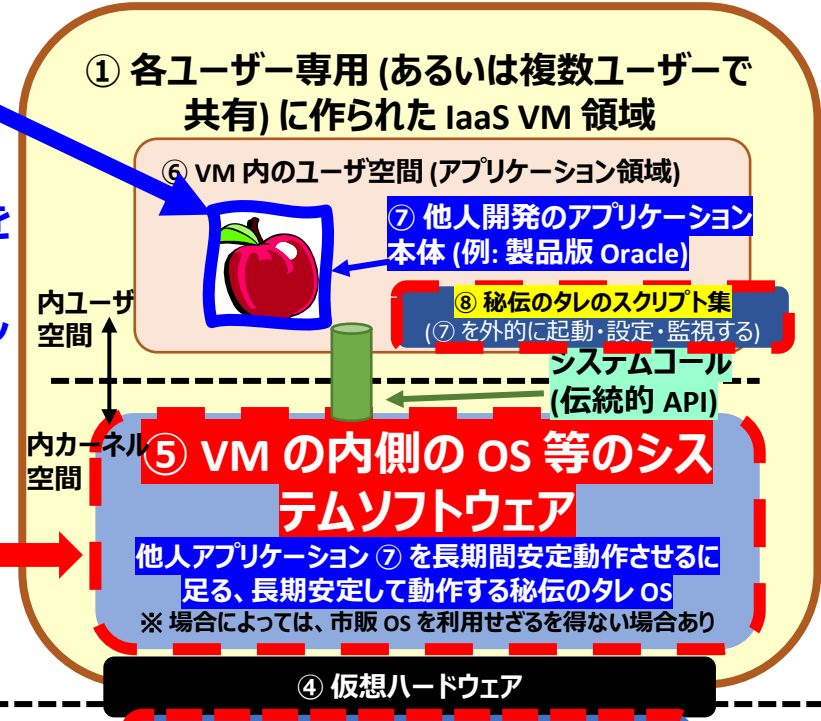 ① 各ユーザー専用 (あるいは複数ユーザーで
共有) に作られた IaaS VM 領域
⑥ VM 内のユーザ空間 (アプリケーション領域)
を
⑦ 他人開発のアプリケーション
本体 (例: 製品版 Oracle)
⑧ 秘伝のタレのスクリプト集
(⑦ を外的に起動・設定・監視する)
内ユーザ
空間
システムコール
(伝統的 API)
内カーネル
空間
⑤ VM の内側の OS 等のシス
テムソフトウェア
他人アプリケーション ⑦ を長期間安定動作させるに
足る、長期安定して動作する秘伝のタレ OS
※ 場合によっては、市販 OS を利用せざるを得ない場合あり
④ 仮想ハードウェア